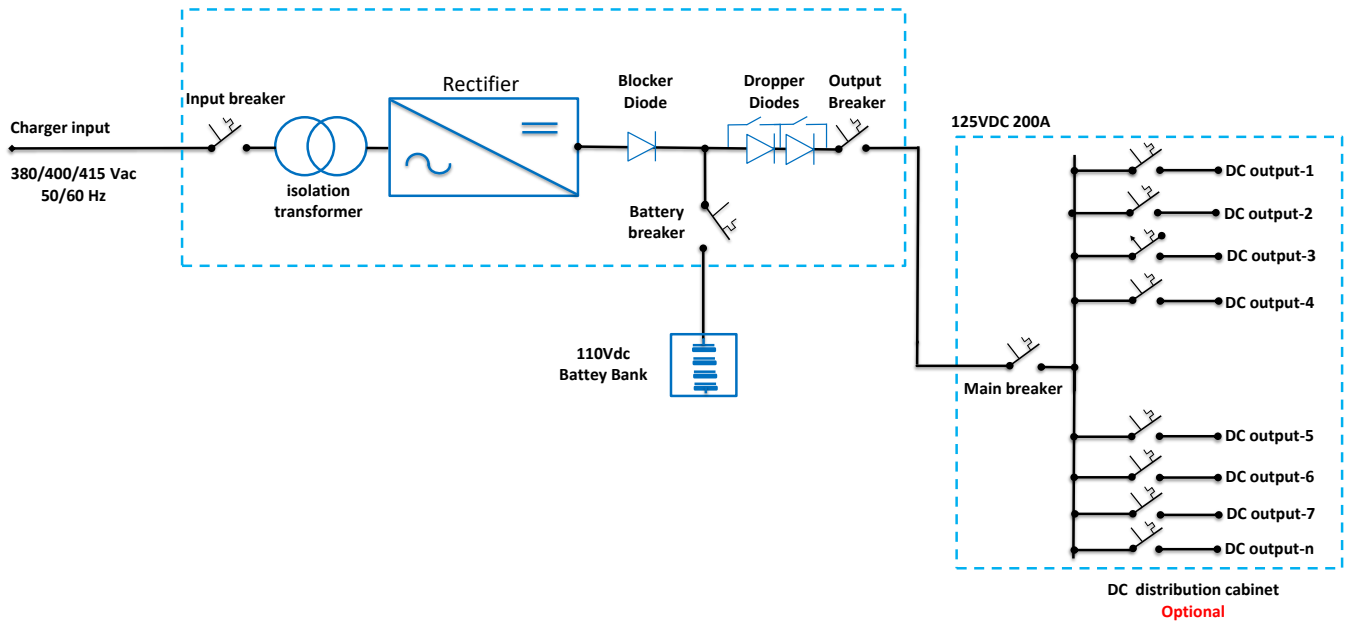 Rectifier
Blocker
Diode
Dropper
Diodes
Output
Breaker
Input breaker
Charger input
380/400/415 Vac
50/60 Hz
isolation
transformer
Battery
breaker
110Vdc
Battey Bank
125VDC 200A
DC output-1
DC output-2
DC output-3
DC output-4
Main breaker
DC output-5
DC output-6
DC output-7
DC output-n
DC distribution cabinet
Optional